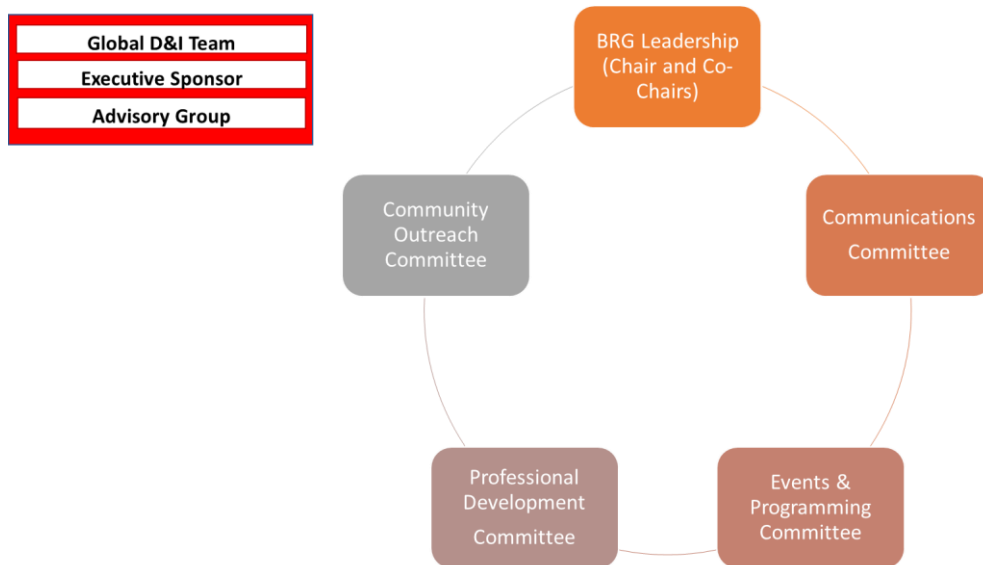 Global D&I Team
Executive Sponsor
Advisory Group
BRG Leadership
(Chair and Co-
Chairs)
Community
Outreach
Committee
Communications
Committee
Professional
Development
Committee
Events &
Programming
Committee